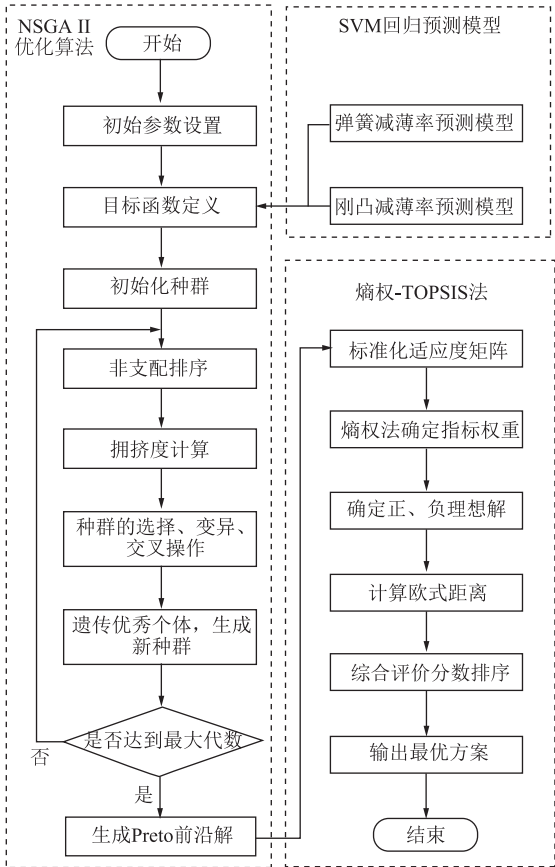 NSGA II
优化算法
开始
初始参数设置
目标函数定义
初始化种群
非支配排序
拥挤度计算
种群的选择、变异、
交叉操作
遗传优秀个体，生成
新种群
是否达到最大代数
否
是
生成Preto前沿解
SVM回归预测模型
弹簧减薄率预测模型
刚凸减薄率预测模型
熵权-TOPSIS法
标准化适应度矩阵
熵权法确定指标权重
确定正、负理想解
计算欧式距离
综合评价分数排序
输出最优方案
结束